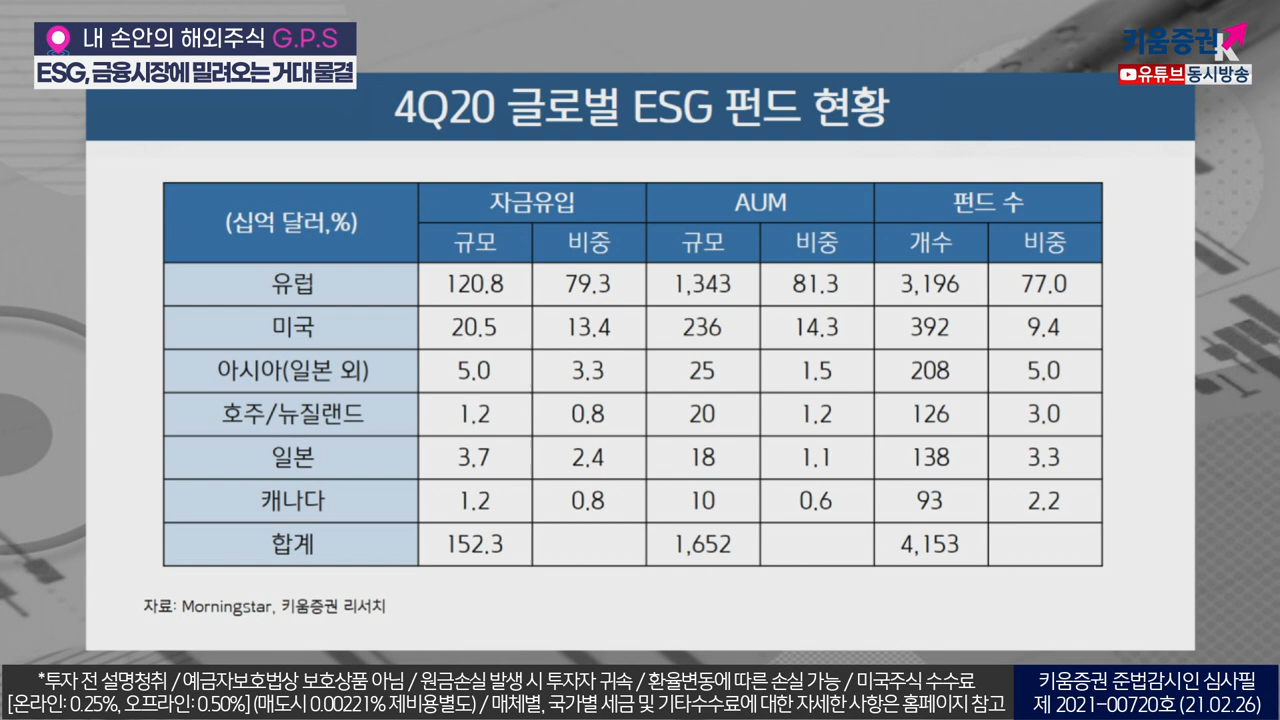 내 손안의 해외주식 G.P.S
ESG, 금융시장에 밀려오는 거대 물결
키움증권
유튜브동시방송
4Q20 글로벌 ESG 펀드 현황
(십억 달러,%) 자금유입 AUM 펀드 수
규모 비중 규모 비중 개수 비중
유럽 120.8 79.3 1,343 81.3 3,196 77.0
미국 20.5 13.4 236 14.3 392 9.4
아시아(일본 외) 5.0 3.3 25 1.5 208 5.0
호주/뉴질랜드 1.2 0.8 20 1.2 126 3.0
일본 3.7 2.4 18 1.1 138 3.3
캐나다 1.2 0.8 10 0.6 93 2.2
합계 152.3 1,652 4,153
자료: Morningstar, 키움증권 리서치
*투자 전 설명청취 / 예금자보호법상 보호상품 아님 / 원금손실 발생 시 투자자 귀속 / 환율변동에 따른 손실 가능 / 미국주식 수수료
[온라인: 0.25%, 오프라인: 0.50%] (매도시 0.00221% 제비용별도) / 매체별, 국가별 세금 및 기타수수료에 대한 자세한 사항은 홈페이지 참고
키움증권 준법감시인 심사필
제 2021-00720호 (21.02.26)